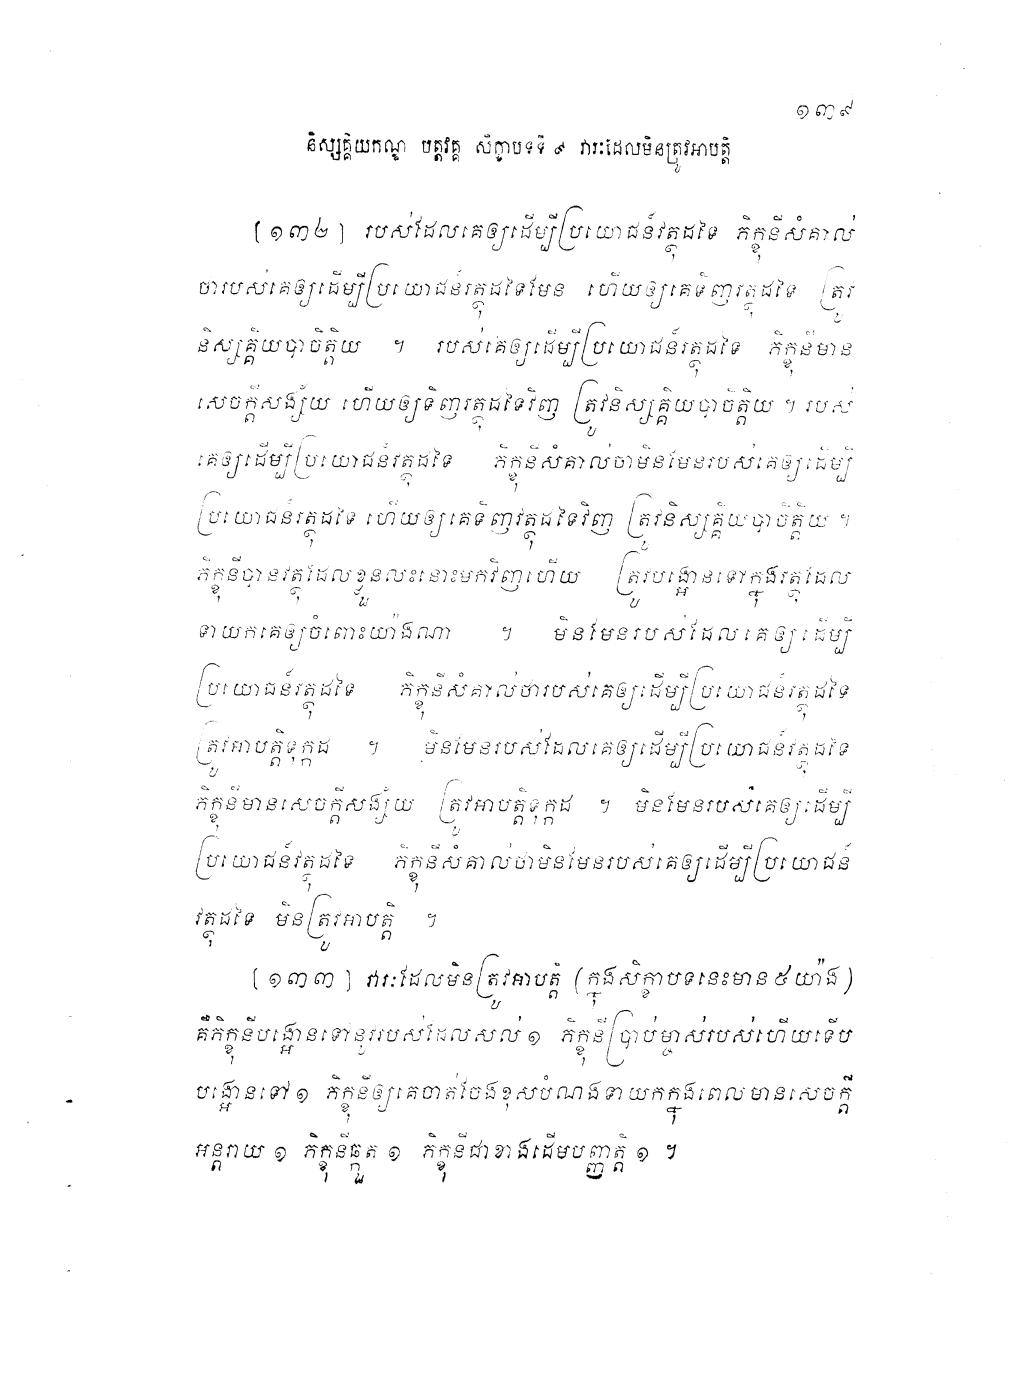 ១៣៩
និស្សគ្គិយកណ្ឌ បត្តវគ្គ សិក្ខាបទទី ៩ វារៈដែលមិនត្រូវអាបត្តិ
[១៣២] របស់ដែលគេឲ្យដើម្បីប្រយោជន៍វត្ថុដទៃ ភិក្ខុនីសំគាល់
ថារបស់គេឲ្យដើម្បីប្រយោជន៍វត្ថុដទៃមែន ហើយឲ្យគេទិញវត្ថុដទៃ ត្រូវ
និស្សគ្គិយបាចិត្តិយ ។ របស់គេឲ្យដើម្បីប្រយោជន៍វត្ថុដទៃ ភិក្ខុនីមាន
សេចក្តីសង្ស័យ ហើយឲ្យទិញវត្ថុដទៃវិញ ត្រូវនិស្សគ្គិយបាចិត្តិយ ។ របស់
គេឲ្យដើម្បីប្រយោជន៍វត្ថុដទៃ ភិក្ខុនីសំគាល់ថាមិនមែនរបស់គេឲ្យដើម្បី
ប្រយោជន៍វត្ថុដទៃ ហើយឲ្យគេទិញវត្ថុដទៃវិញ ត្រូវនិស្សគ្គិយបាចិត្តិយ ។
ភិក្ខុនីបានវត្ថុដែលខ្លួនលះនោះមកវិញហើយ ត្រូវបង្អោនទៅក្នុងវត្ថុដែល
ទាយកគេឲ្យចំពោះយ៉ាងណា ។ មិនមែនរបស់ដែលគេឲ្យដើម្បី
ប្រយោជន៍វត្ថុដទៃ ភិក្ខុនីសំគាល់ថារបស់គេឲ្យដើម្បីប្រយោជន៍វត្ថុដទៃ
ត្រូវអាបត្តិទុក្កដ ។ មិនមែនរបស់ដែលគេឲ្យដើម្បីប្រយោជន៍វត្ថុដទៃ
ភិក្ខុនីមានសេចក្តីសង្ស័យ ត្រូវអាបត្តិទុក្កដ ។ មិនមែនរបស់គេឲ្យដើម្បី
ប្រយោជន៍វត្ថុដទៃ ភិក្ខុនីសំគាល់ថាមិនមែនរបស់គេឲ្យដើម្បីប្រយោជន៍
វត្ថុដទៃ មិនត្រូវអាបត្តិ ។
[១៣៣] វារៈដែលមិនត្រូវអាបត្តិ (ក្នុងសិក្ខាបទនេះមាន៥យ៉ាង)
គឺភិក្ខុនីបង្អោនទៅនូវរបស់ដែលសល់ ១ ភិក្ខុនីប្រាប់ម្ចាស់របស់ហើយទើប
បង្អោនទៅ ១ ភិក្ខុនីឲ្យគេចាត់ចែងខុសបំណងទាយកក្នុងពេលមានសេចក្តី
អន្តរាយ ១ ភិក្ខុនីឆ្កួត ១ ភិក្ខុនីជាខាងដើមបញ្ញត្តិ ១ ។